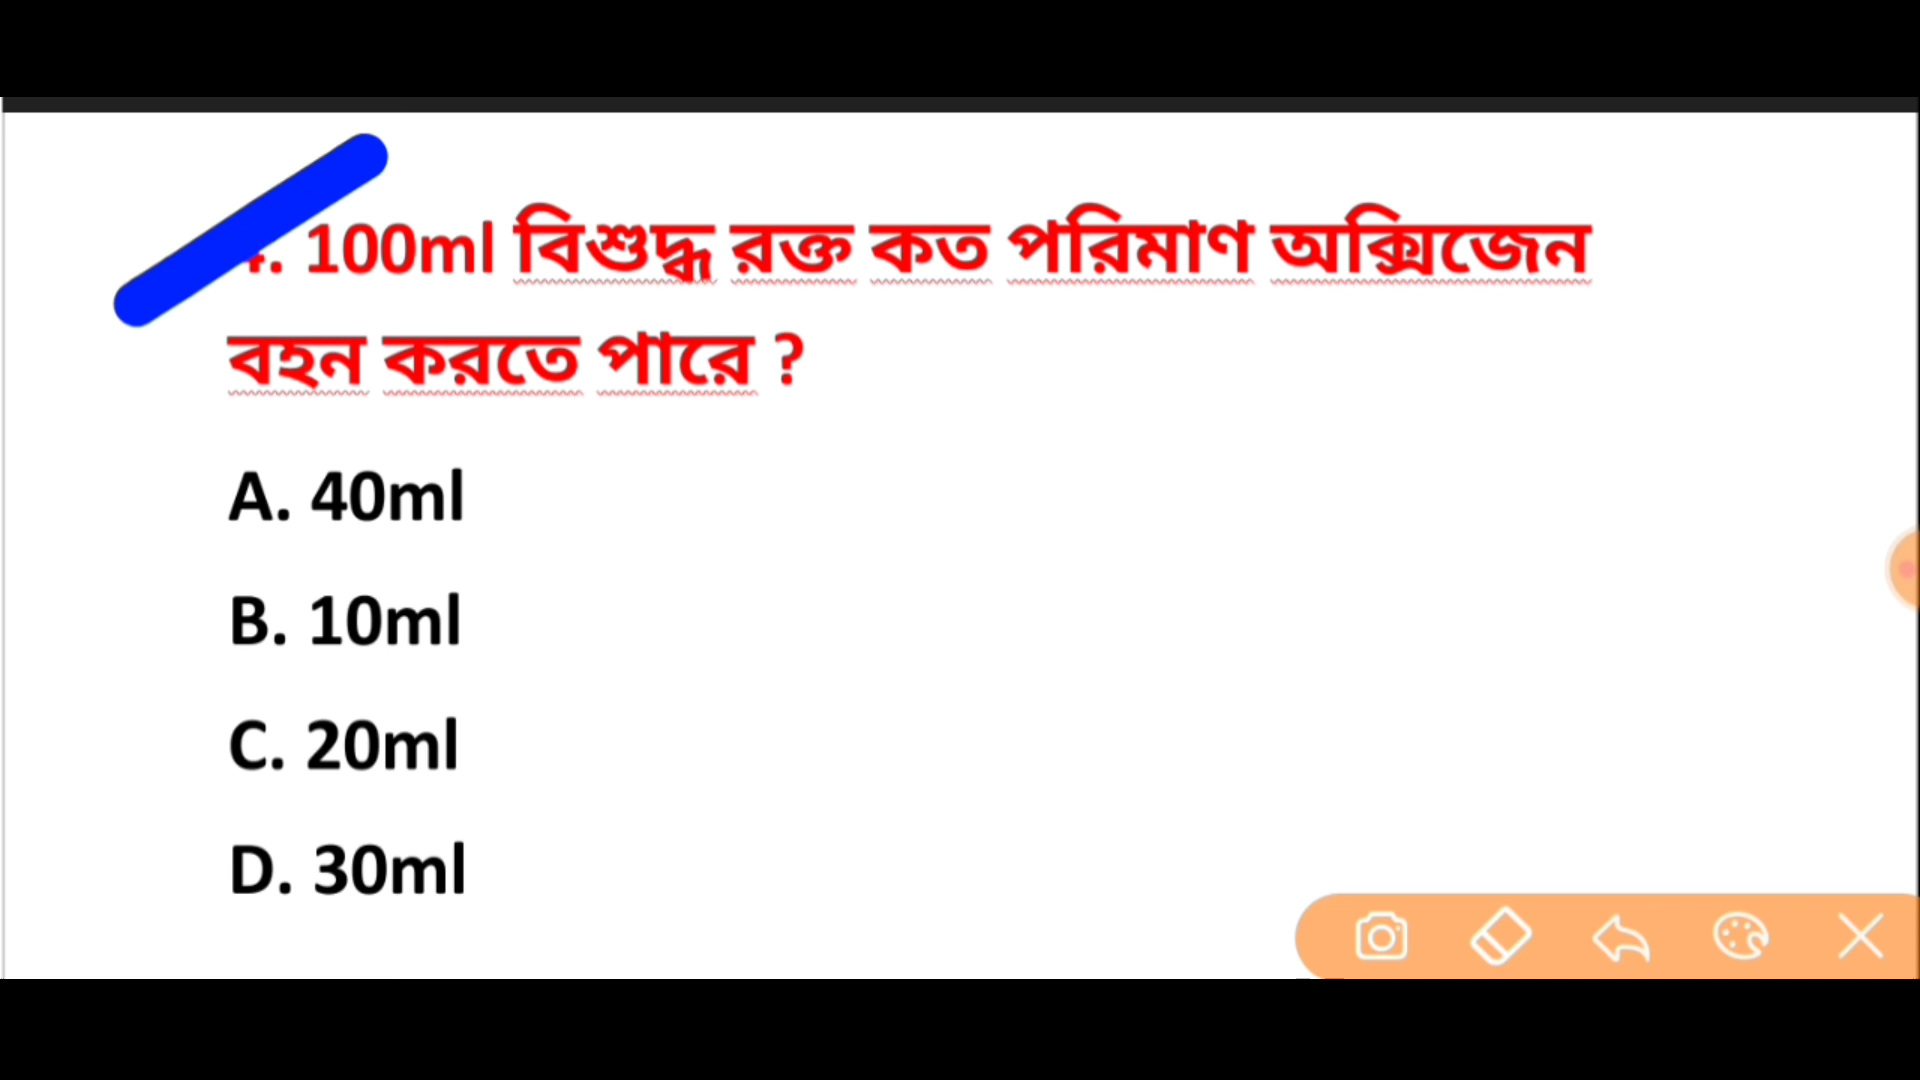 100ml বিশুদ্ধ রক্ত কত পরিমাণ অক্সিজেন
বহন করতে পারে ?
A. 40ml
B. 10ml
C. 20ml
D. 30ml